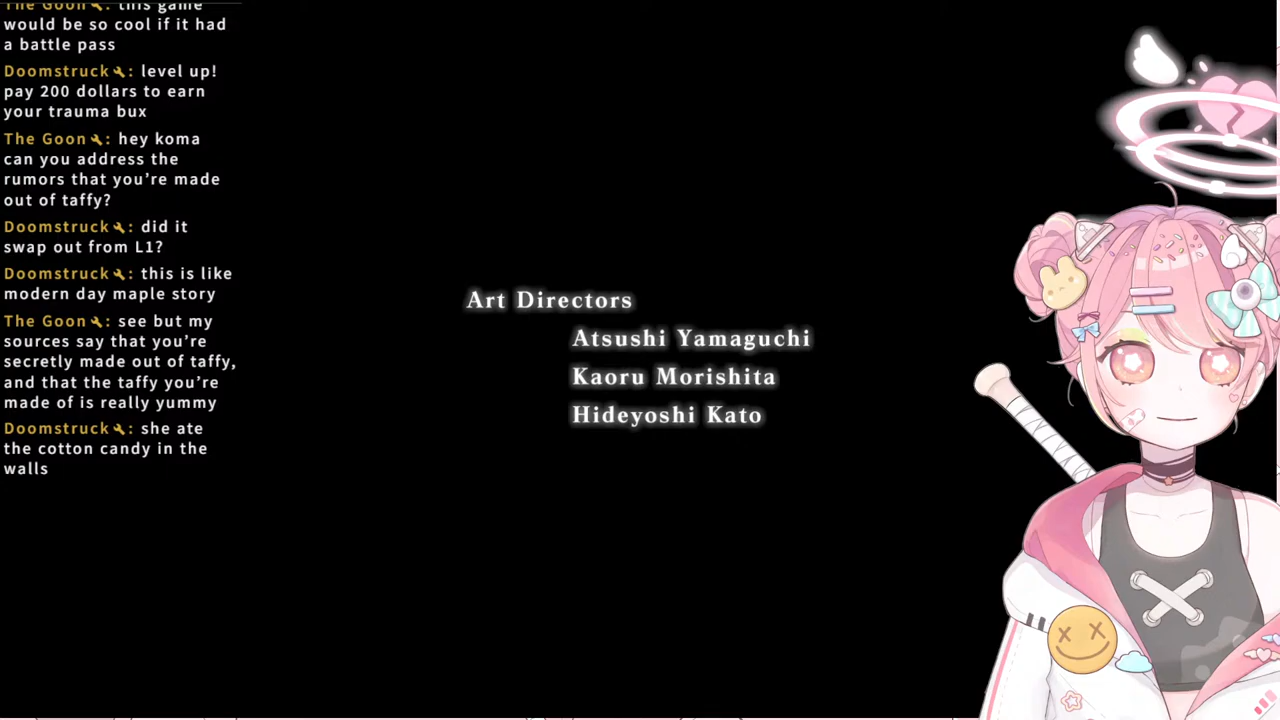 The Goon: this game
would be so cool if it had
a battle pass
Doomstruck: level up!
pay 200 dollars to earn
your trauma bux
The Goon: hey koma
can you address the
rumors that you're made
out of taffy?
Doomstruck: did it
swap out from L1?
Doomstruck: this is like
modern day maple story
The Goon: see but my
sources say that you're
secretly made out of taffy,
and that the taffy you're
made of is really yummy
Doomstruck: she ate
the cotton candy in the
walls
Art Directors
Atsushi Yamaguchi
Kaoru Morishita
Hideyoshi Kato